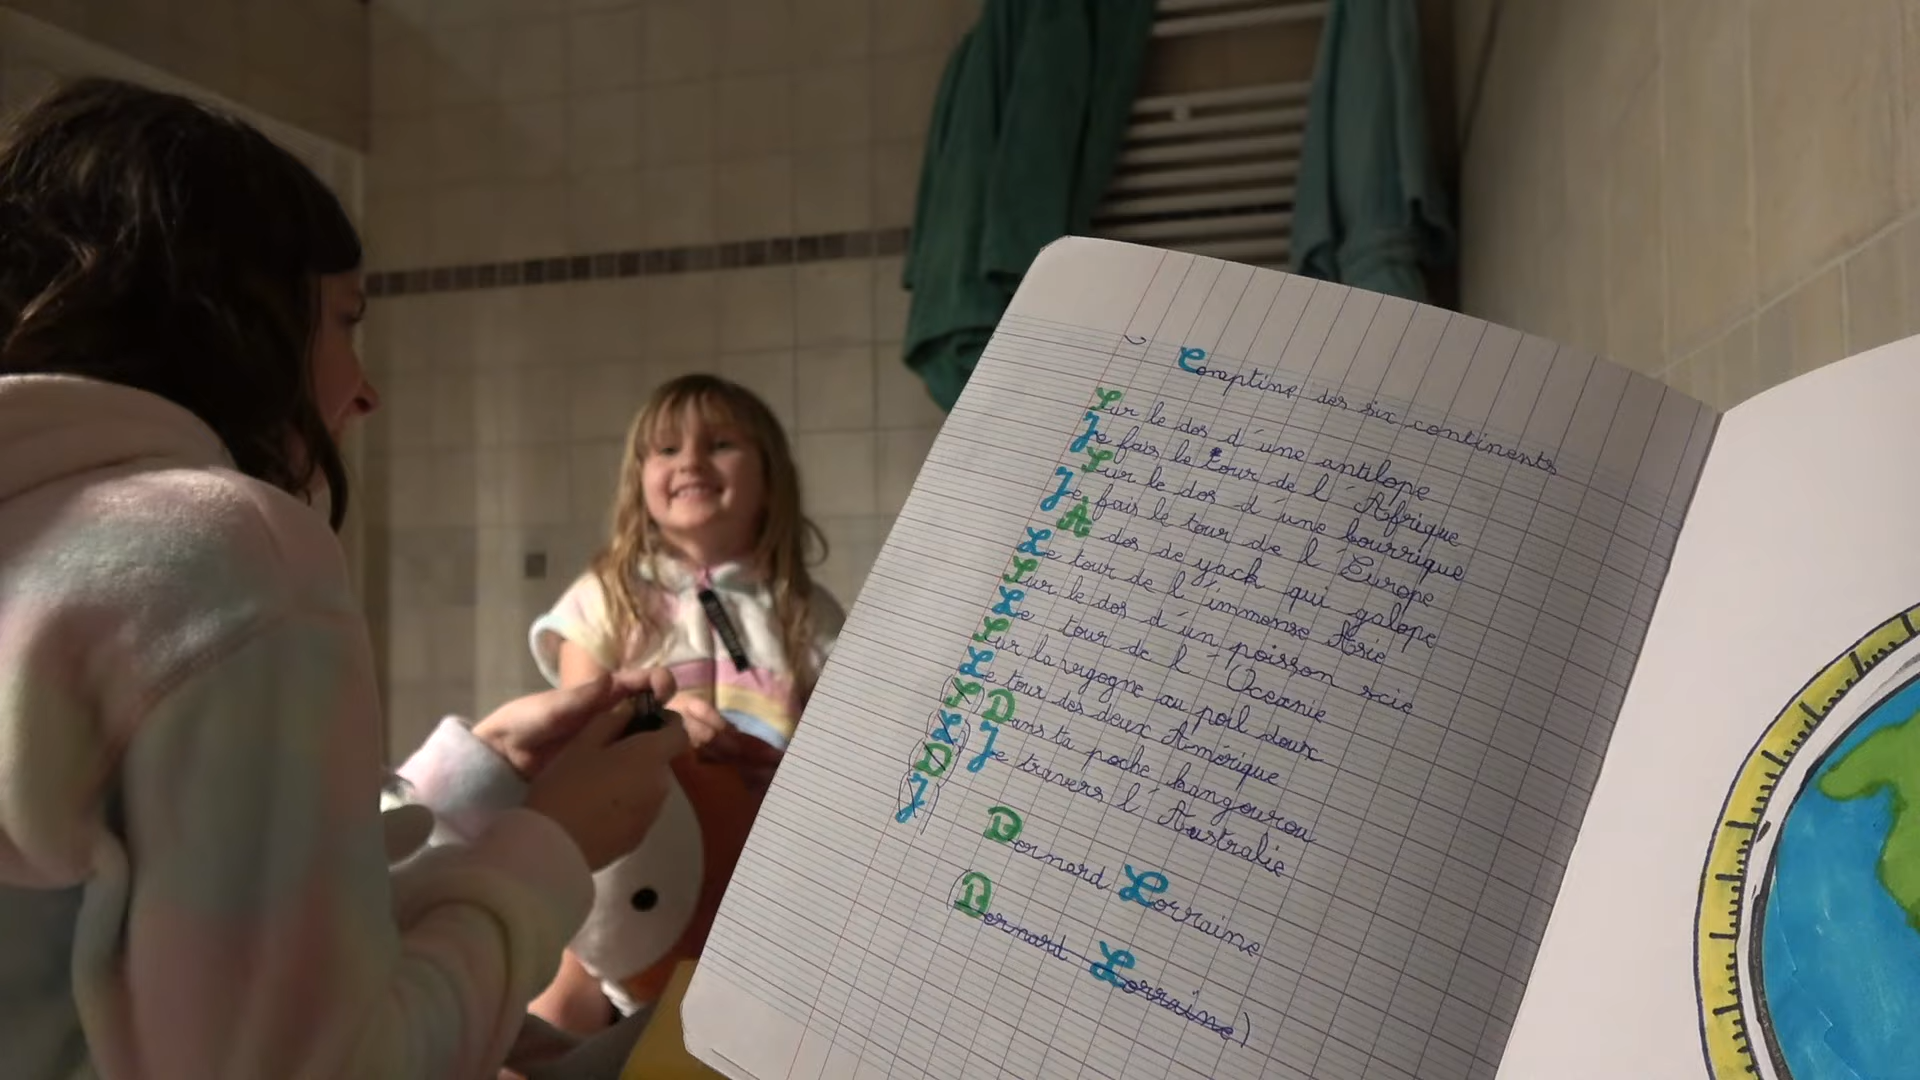 Comptine des six continents
Sur le dos d'une antilope
Je fais le tour de l'Afrique
Sur le dos d'une bourrique
Je fais le tour de l'Europe
À dos de yack qui galope
Le tour de l'immense Asie
Sur le dos d'un poisson scie
Le tour de l'Océanie
Sur la vigogne au poil doux
Le tour des deux Amérique
(S) Dans ta poche kangourou
(L Je travers l'Australie
D)
(J)
Bernard Lorraine
(Bernard Lorraine)